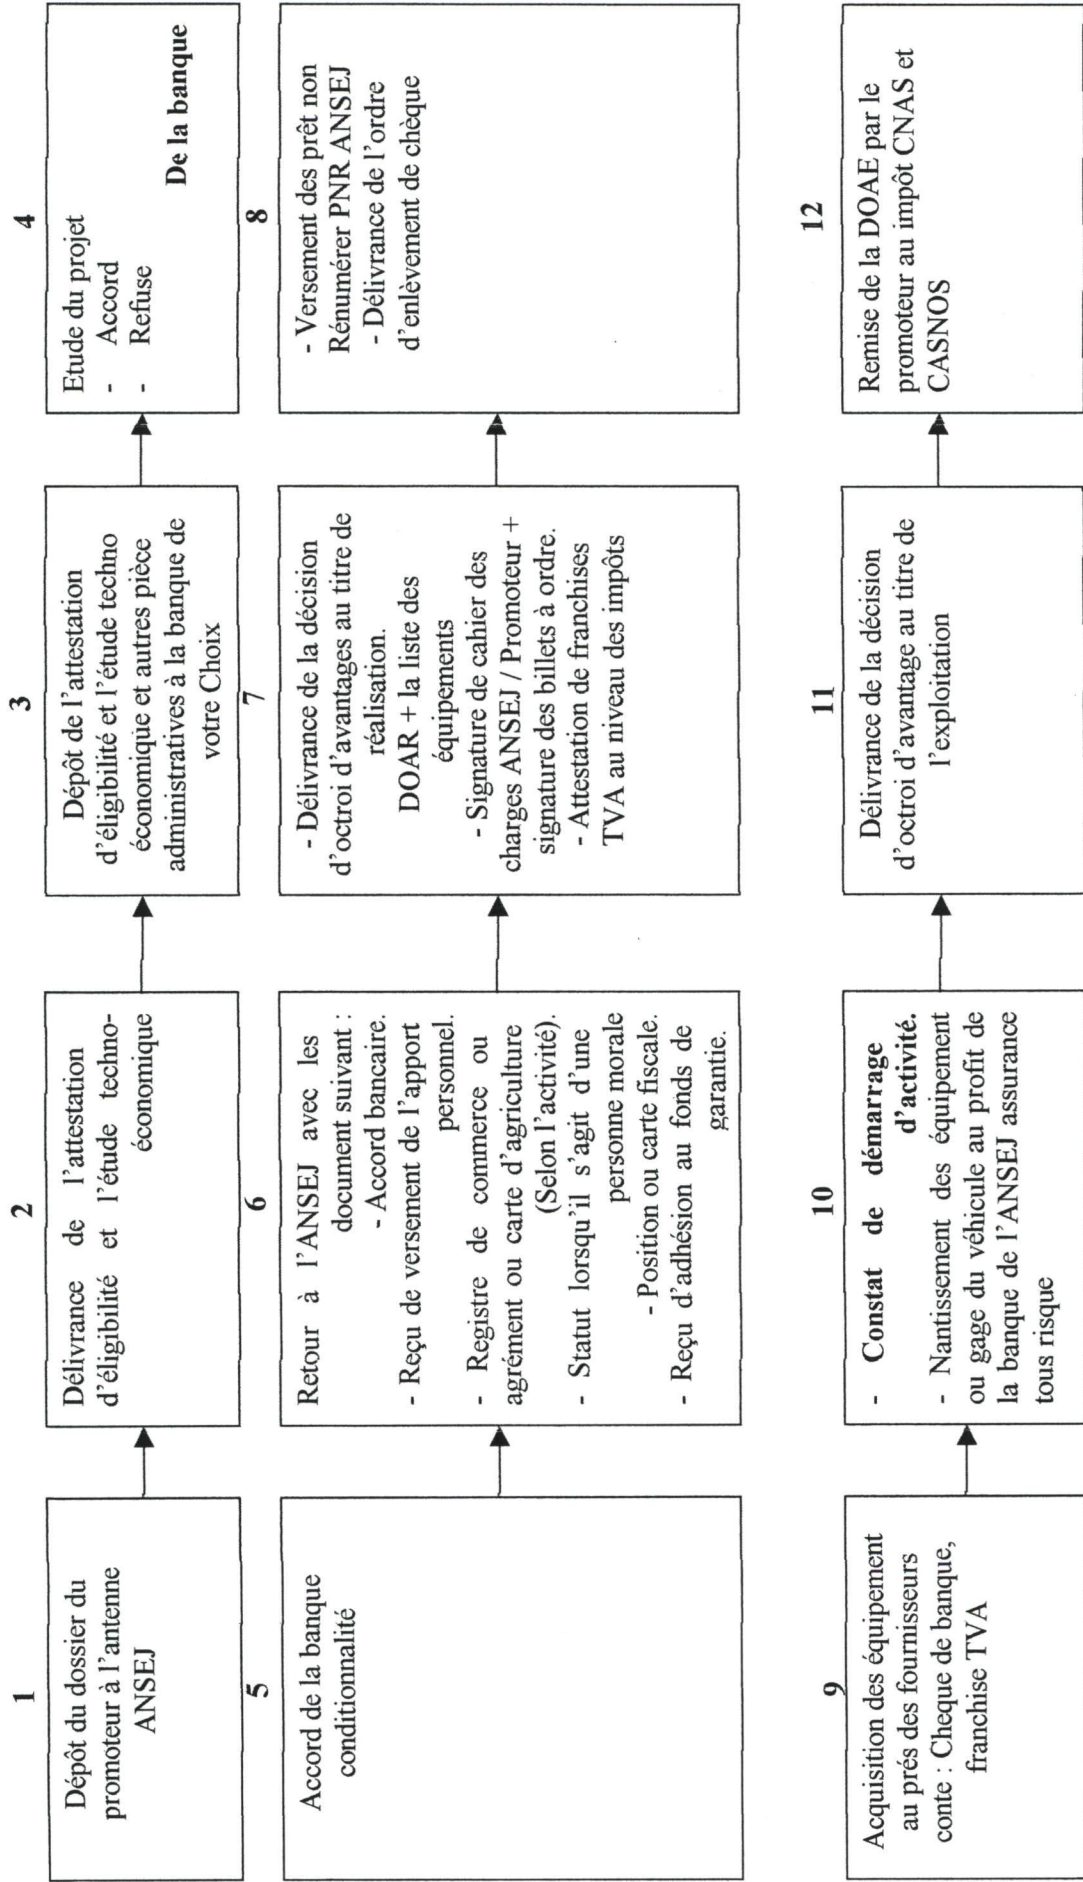 1
Dépôt du dossier du
promoteur à l'antenne
ANSEJ
2
Délivrance de l'attestation
d'éligibilité et l'étude techno-
économique
3
Dépôt de l'attestation
d'éligibilité et l'étude techno
économique et autres pièce
administratives à la banque de
votre Choix
4
Etude du projet
- Accord
- Refuse
De la banque
5
Accord de la banque
conditionnalité
6
Retour à l'ANSEJ avec les
document suivant :
- Accord bancaire.
- Reçu de versement de l'apport
personnel.
- Registre de commerce ou
agrément ou carte d'agriculture
(Selon l'activité).
- Statut lorsqu'il s'agit d'une
personne morale
- Position ou carte fiscale.
- Reçu d'adhésion au fonds de
garantie.
7
- Délivrance de la décision
d'octroi d'avantages au titre de
réalisation.
DOAR + la liste des
équipements
- Signature de cahier des
charges ANSEJ / Promoteur +
signature des billets à ordre.
- Attestation de franchises
TVA au niveau des impôts
8
- Versement des prêt non
Rénumérer PNR ANSEJ
- Délivrance de l'ordre
d'enlèvement de chèque
9
Acquisition des équipement
au prés des fournisseurs
conte : Cheque de banque,
franchise TVA
10
- Constat de démarrage
d'activité.
- Nantissement des équipement
ou gage du véhicule au profit de
la banque de l'ANSEJ assurance
tous risque
11
Délivrance de la décision
d'octroi d'avantage au titre de
l'exploitation
12
Remise de la DOAE par le
promoteur au impôt CNAS et
CASNOS